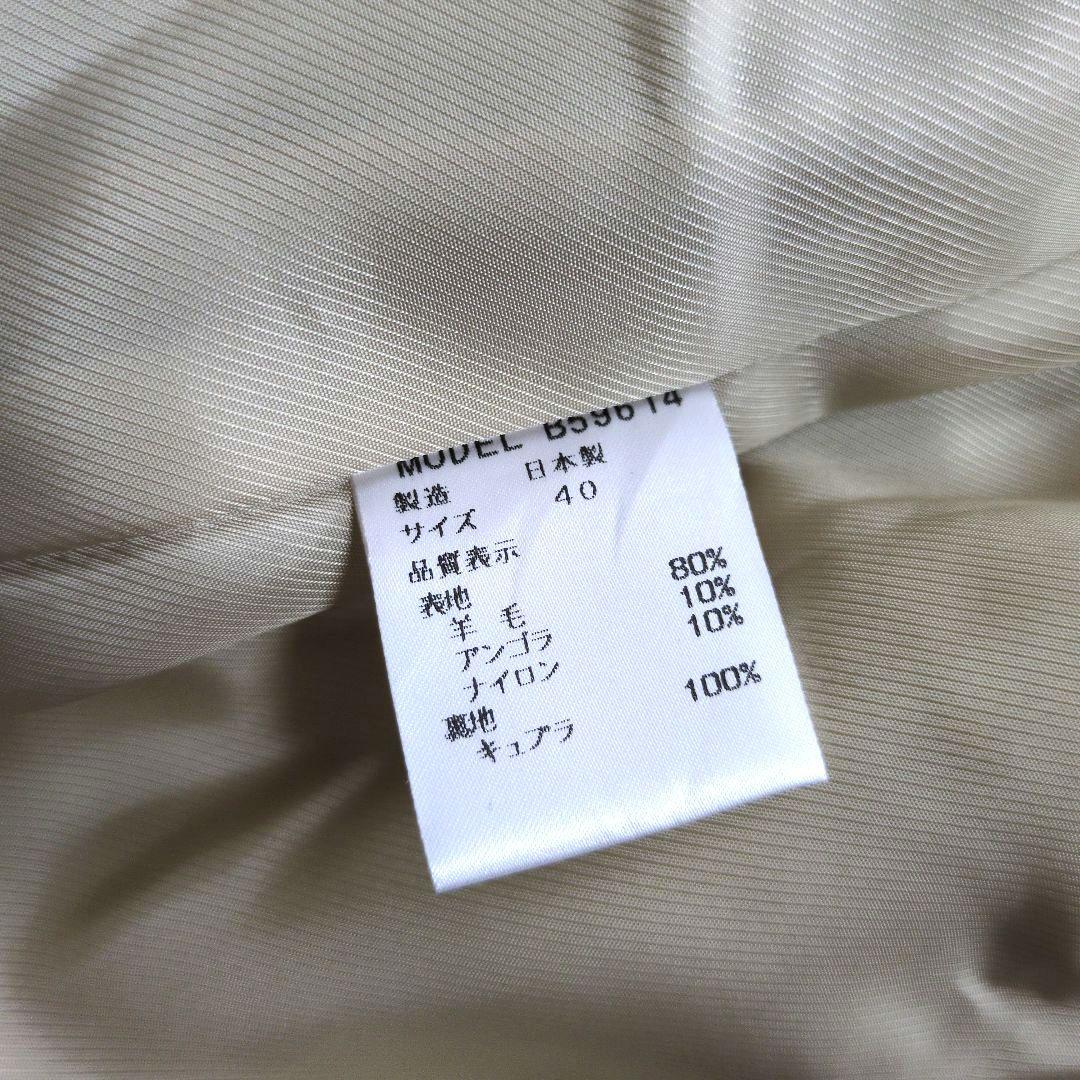 MODEL B59614
製造 日本製
サイズ 40
品質表示
表地
羊 毛 80%
アンゴラ 10%
ナイロン 10%
裏地
キュプラ 100%